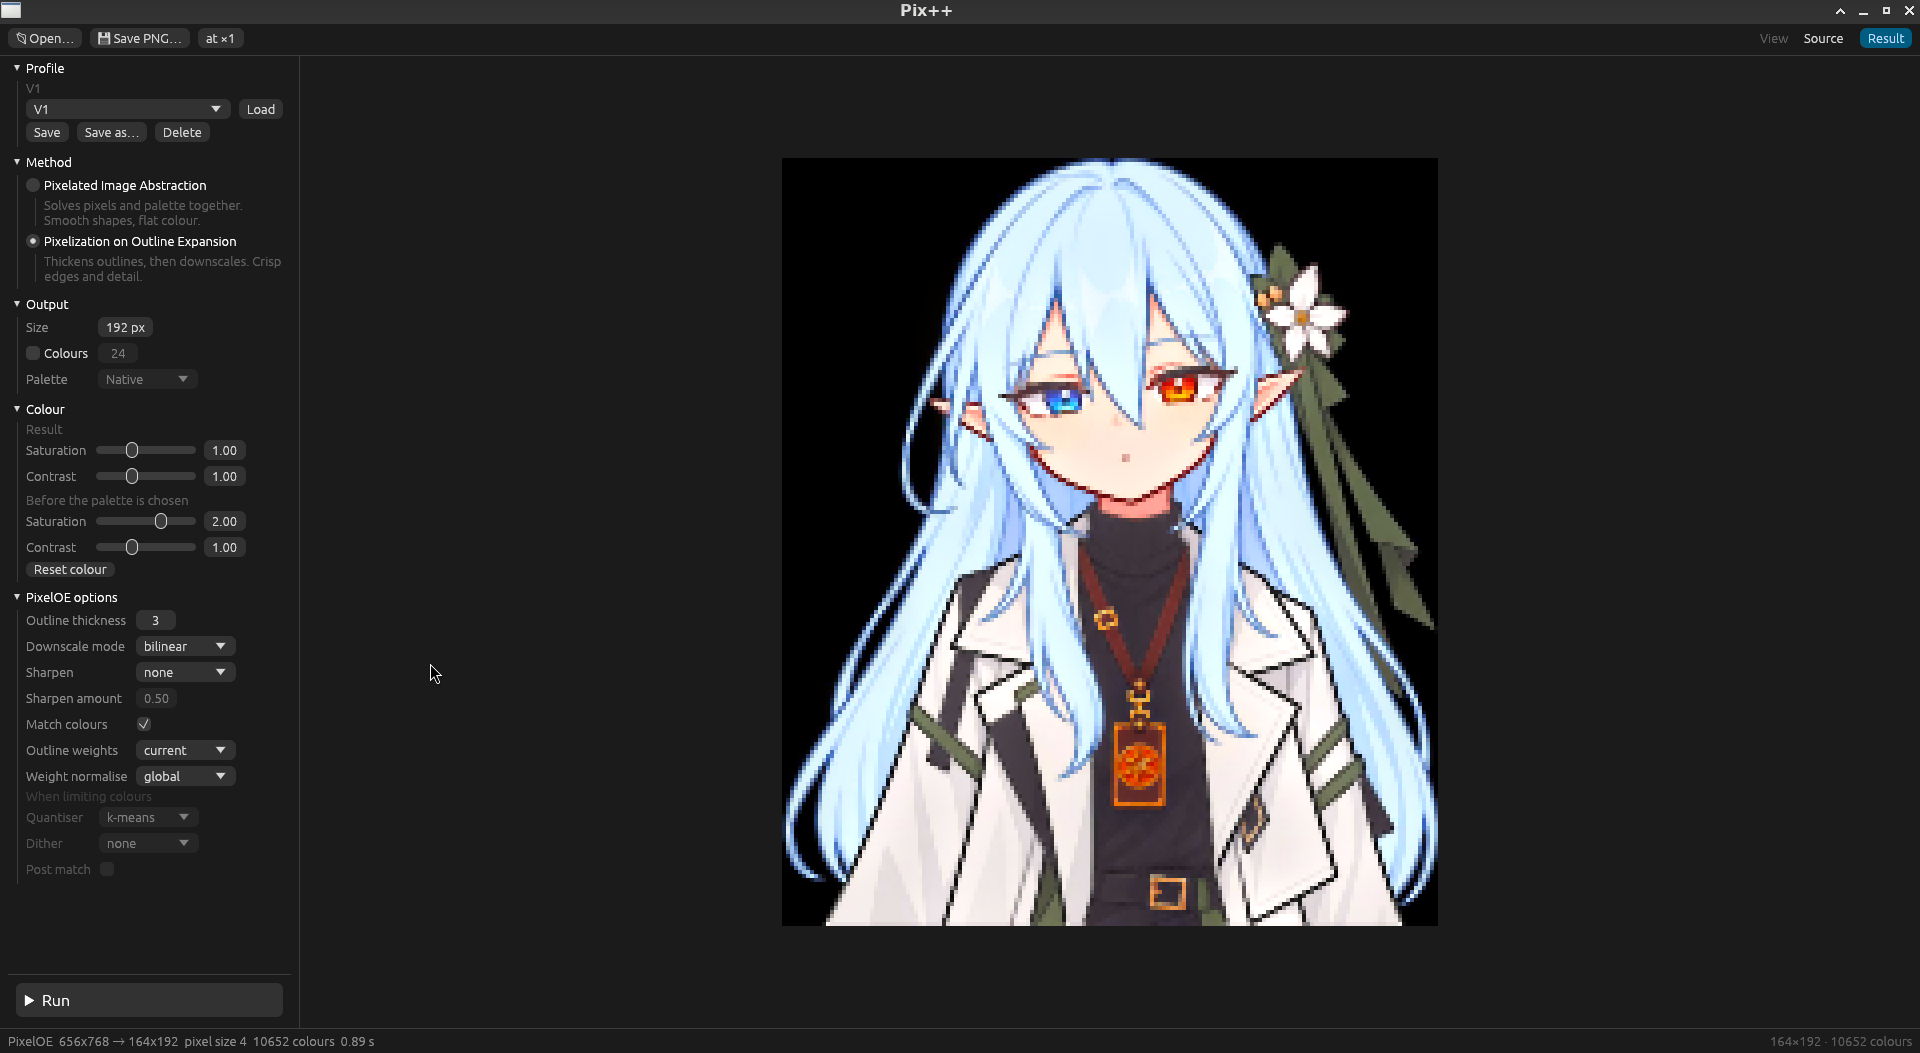 Pix++
Open...
Save PNG...
at ×1
View
Source
Result
Profile
V1
V1
Load
Save
Save as...
Delete
Method
Pixelated Image Abstraction
Solves pixels and palette together.
Smooth shapes, flat colour.
Pixelization on Outline Expansion
Thickens outlines, then downscales. Crisp
edges and detail.
Output
Size 192 px
Colours 24
Palette Native
Colour
Result
Saturation 1.00
Contrast 1.00
Before the palette is chosen
Saturation 2.00
Contrast 1.00
Reset colour
PixelOE options
Outline thickness 3
Downscale mode bilinear
Sharpen none
Sharpen amount 0.50
Match colours
Outline weights current
Weight normalise global
When limiting colours
Quantiser k-means
Dither none
Post match
Run
PixelOE 656x768 → 164x192 pixel size 4 10652 colours 0.89 s
164×192 · 10652 colours